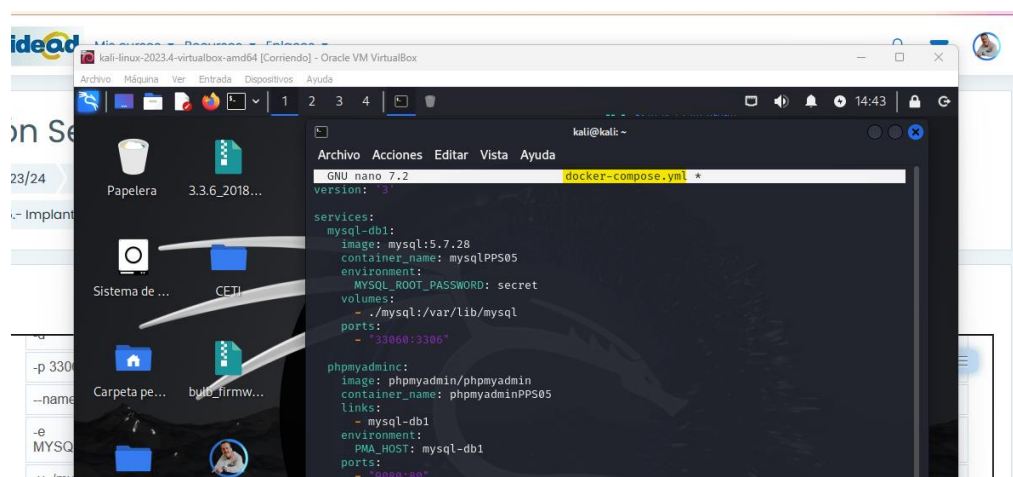 idead
kali-linux-2023.4-virtualbox-amd64 [Corriendo] - Oracle VM VirtualBox
Archivo Máquina Ver Entrada Dispositivos Ayuda
1 2 3 4
14:43
on Se
23/24
.- Implant
-p 3306
--name
-e
MYSQ
Papelera
3.3.6_2018...
Sistema de ...
CETI
Carpeta pe...
bulb_firmw...
kali@kali: ~
Archivo Acciones Editar Vista Ayuda
GNU nano 7.2 docker-compose.yml *
version: '3'
services:
mysql-db1:
image: mysql:5.7.28
container_name: mysqlPPS05
environment:
MYSQL_ROOT_PASSWORD: secret
volumes:
- ./mysql:/var/lib/mysql
ports:
- "33060:3306"
phpmyadminc:
image: phpmyadmin/phpmyadmin
container_name: phpmyadminPPS05
links:
- mysql-db1
environment:
PMA_HOST: mysql-db1
ports: